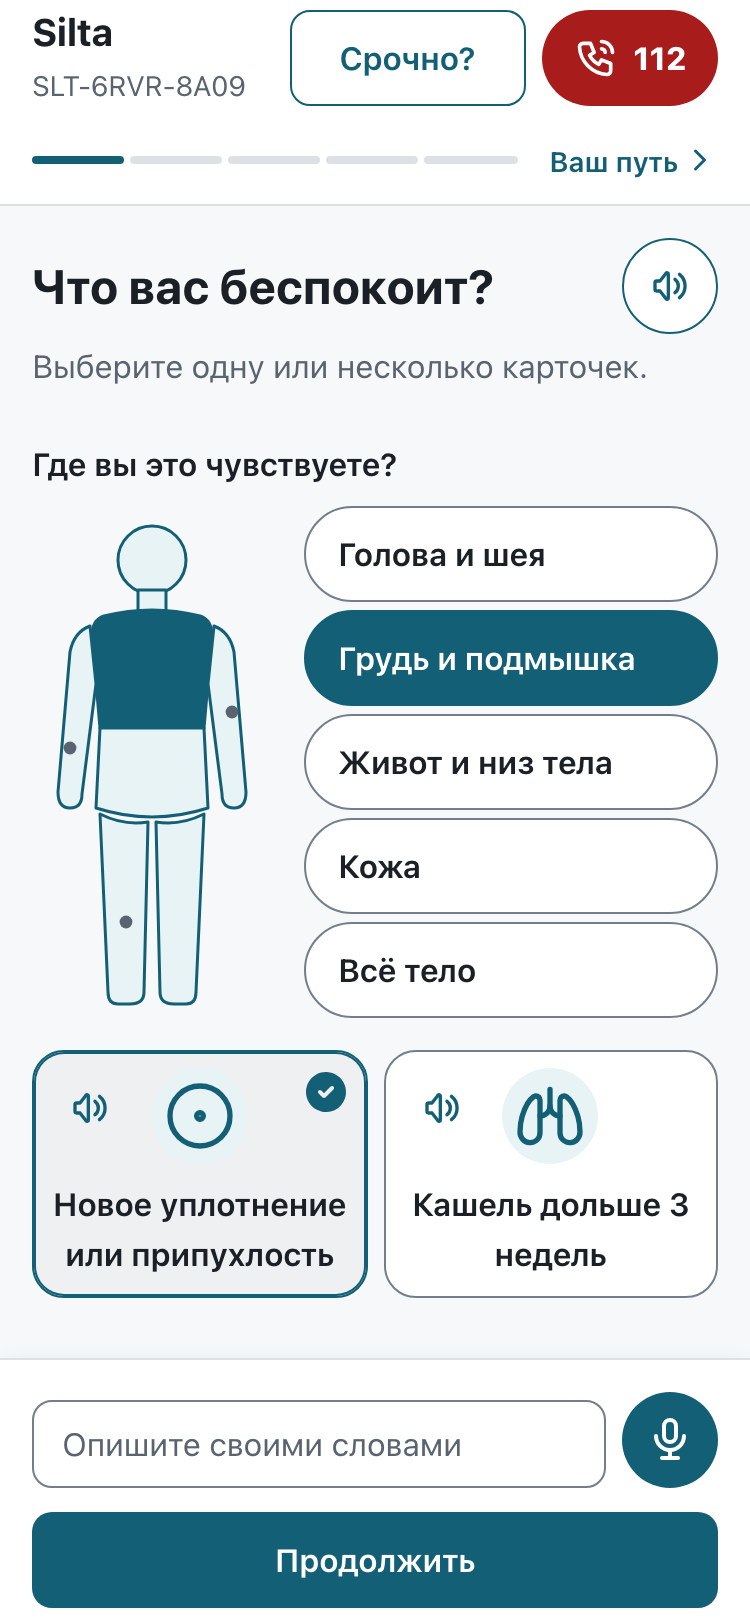 Silta
SLT-6RVR-8A09
Срочно?
112
Ваш путь
Что вас беспокоит?
Выберите одну или несколько карточек.
Где вы это чувствуете?
Голова и шея
Грудь и подмышка
Живот и низ тела
Кожа
Всё тело
Новое уплотнение
или припухлость
Кашель дольше 3
недель
Опишите своими словами
Продолжить